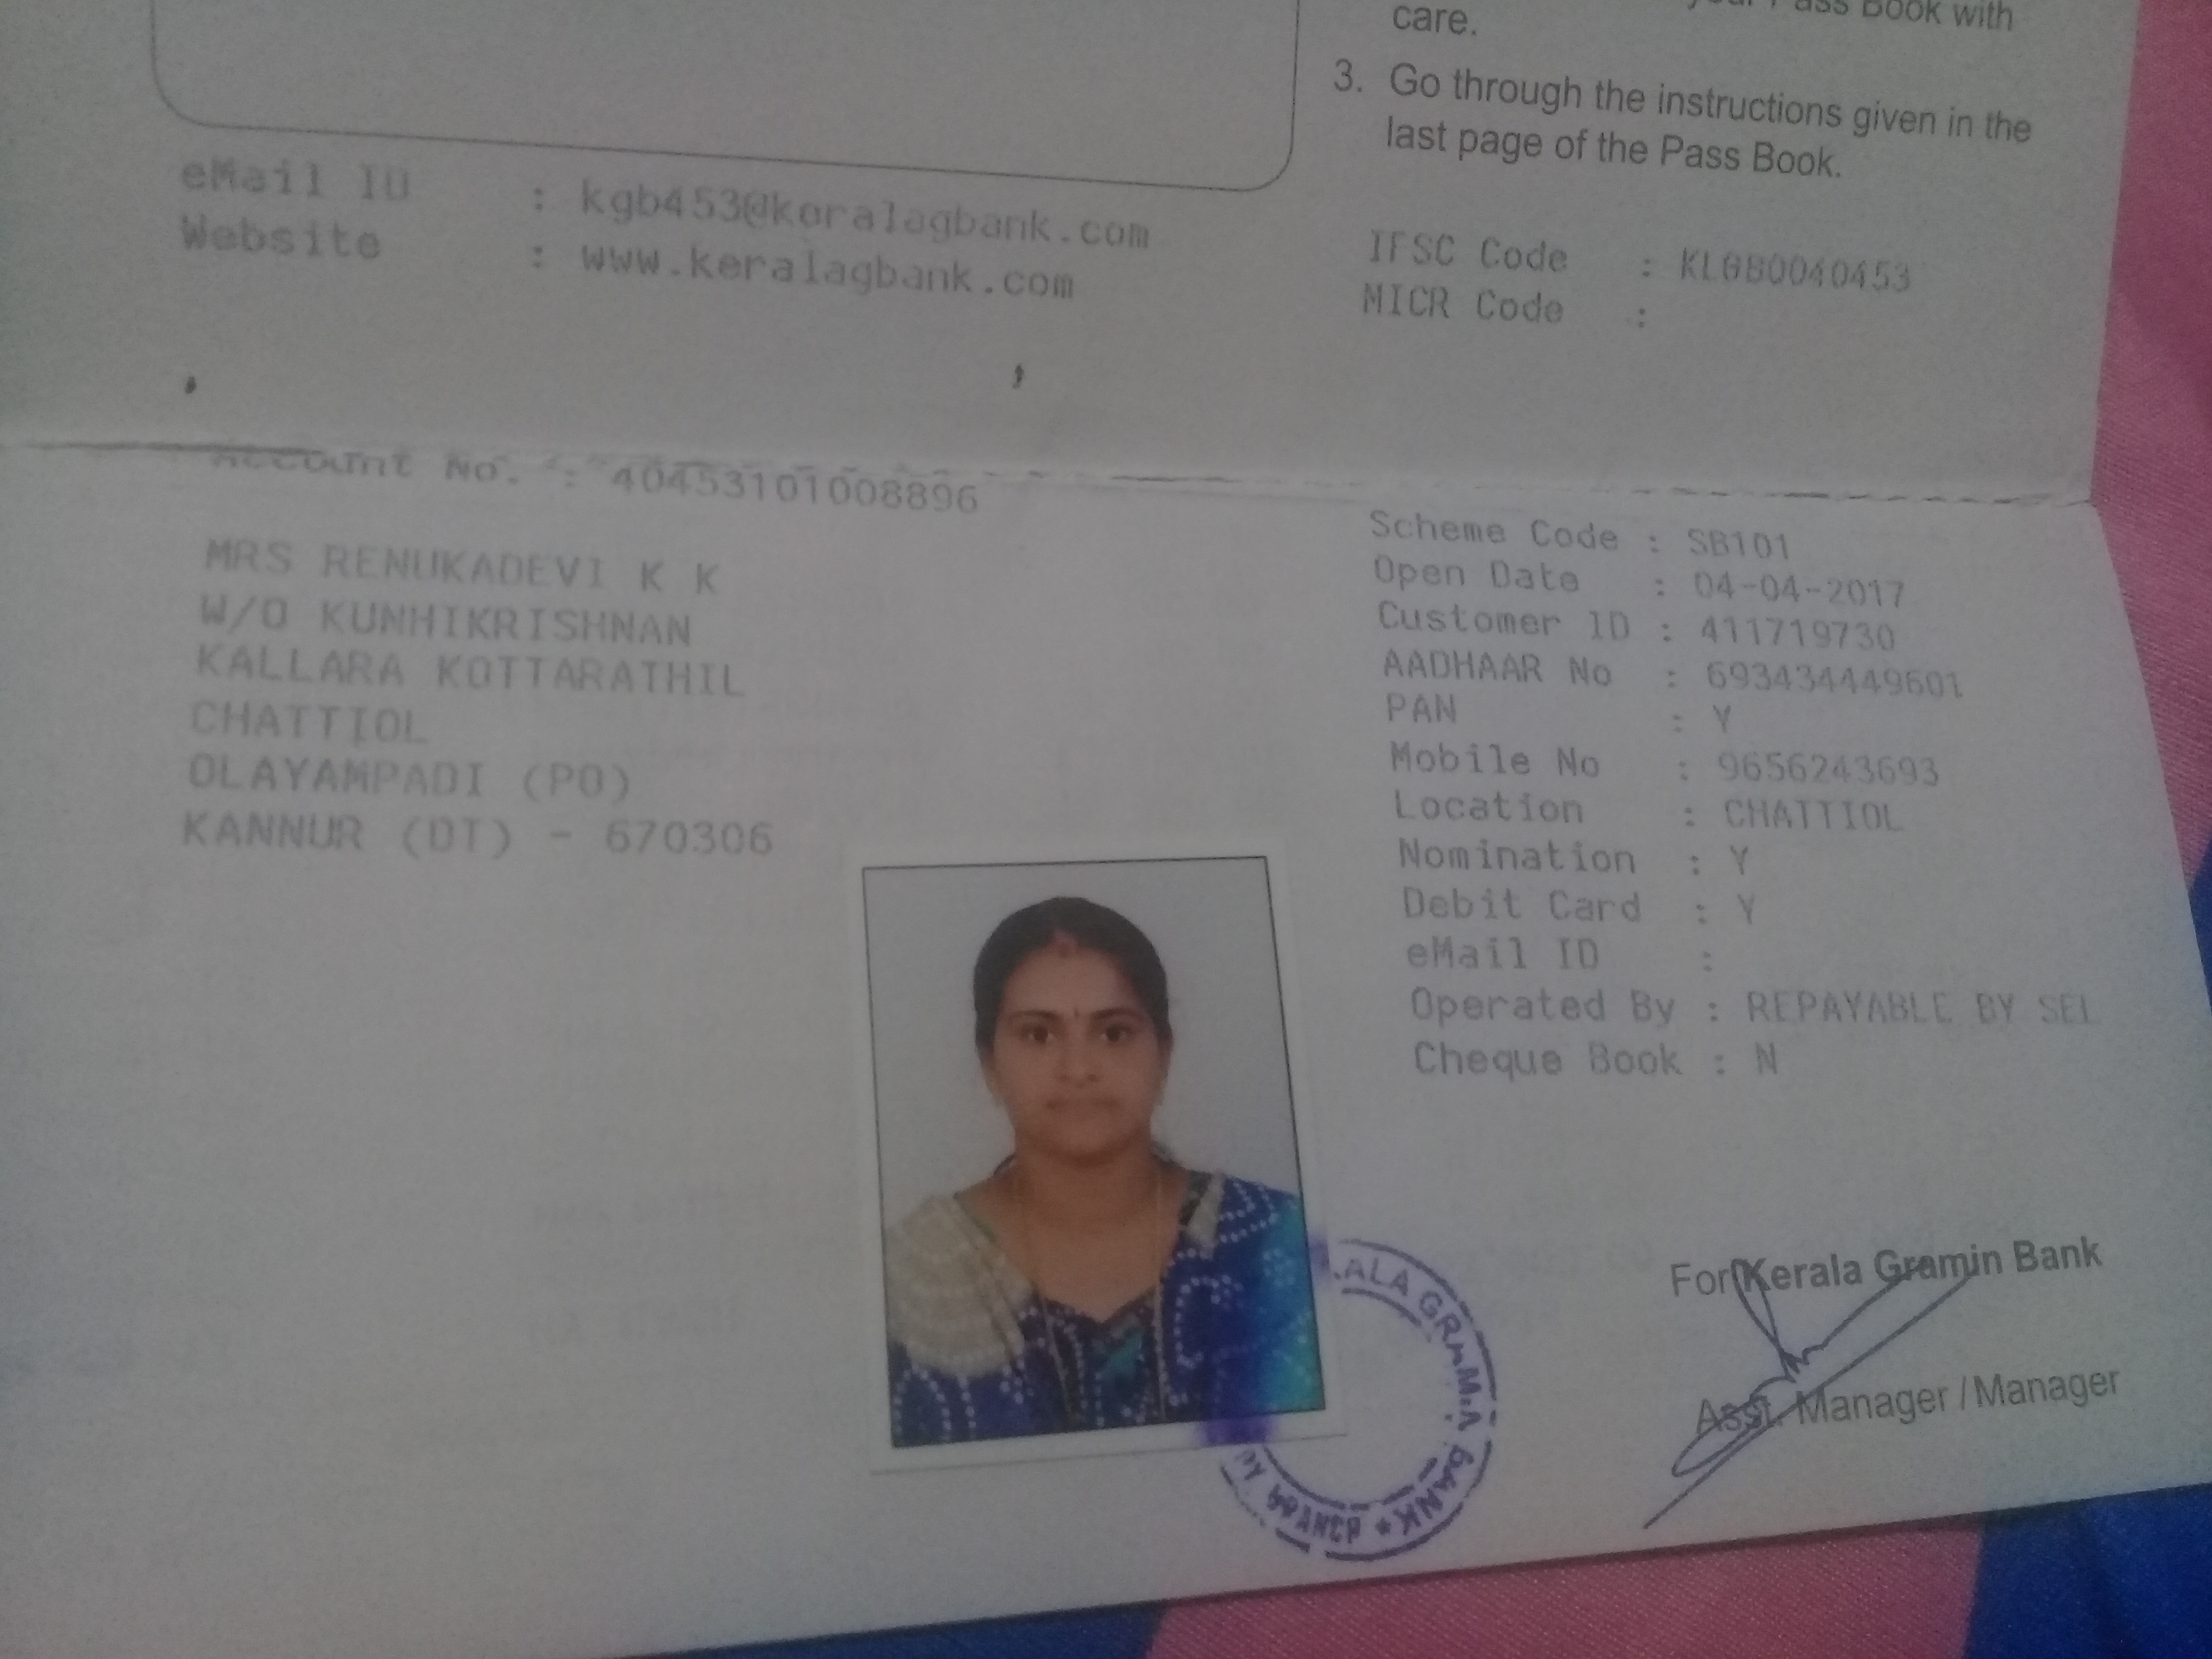 your Pass Book with
care.
3. Go through the instructions given in the
last page of the Pass Book.
eMail ID : kgb453@keralagbank.com
Website : www.keralagbank.com
IFSC Code : KLGB0040453
MICR Code :
Account No. : 40453101008896
MRS RENUKADEVI K K
W/O KUNHIKRISHNAN
KALLARA KOTTARATHIL
CHATTIOL
OLAYAMPADI (PO)
KANNUR (DT) - 670306
Scheme Code : SB101
Open Date : 04-04-2017
Customer ID : 411719730
AADHAAR No : 693434449601
PAN : Y
Mobile No : 9656243693
Location : CHATTIOL
Nomination : Y
Debit Card : Y
eMail ID :
Operated By : REPAYABLE BY SEL
Cheque Book : N
ALA GRAMIN BANK *
For Kerala Gramin Bank
Asst. Manager / Manager